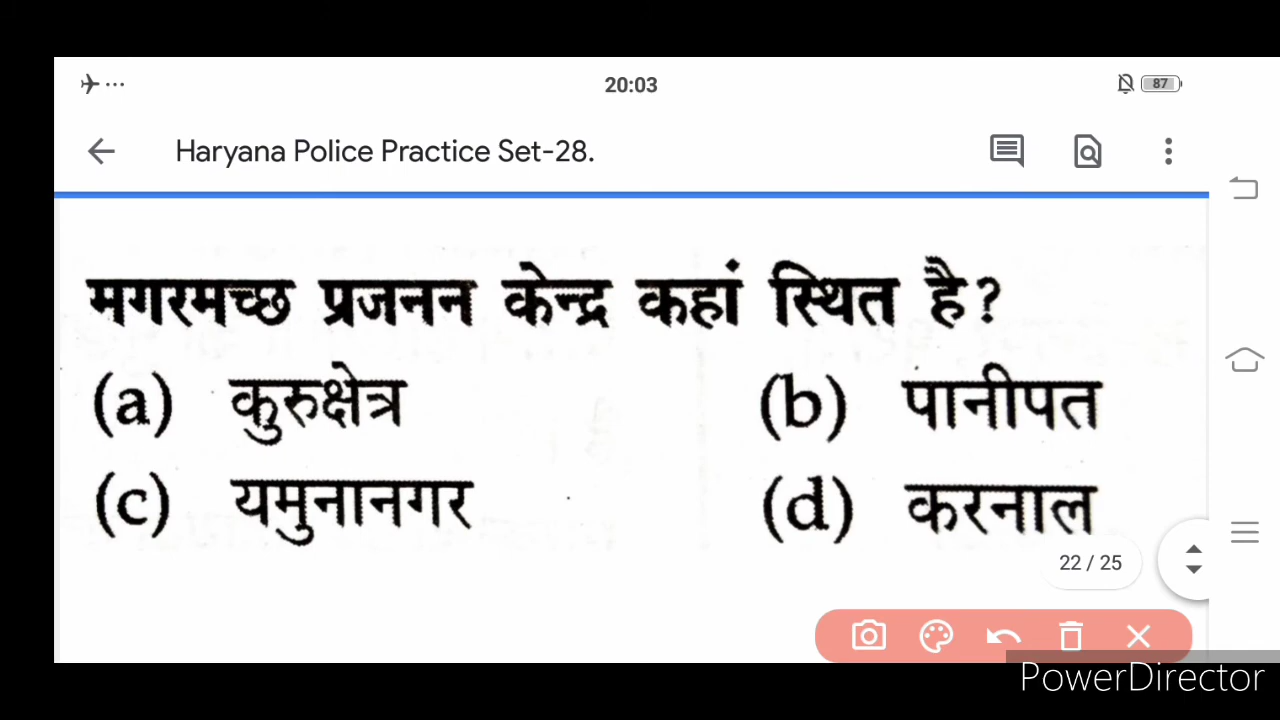 20:03
87
Haryana Police Practice Set-28.
मगरमच्छ प्रजनन केन्द्र कहां स्थित है?
(a) कुरुक्षेत्र (b) पानीपत
(c) यमुनानगर (d) करनाल
22 / 25
PowerDirector